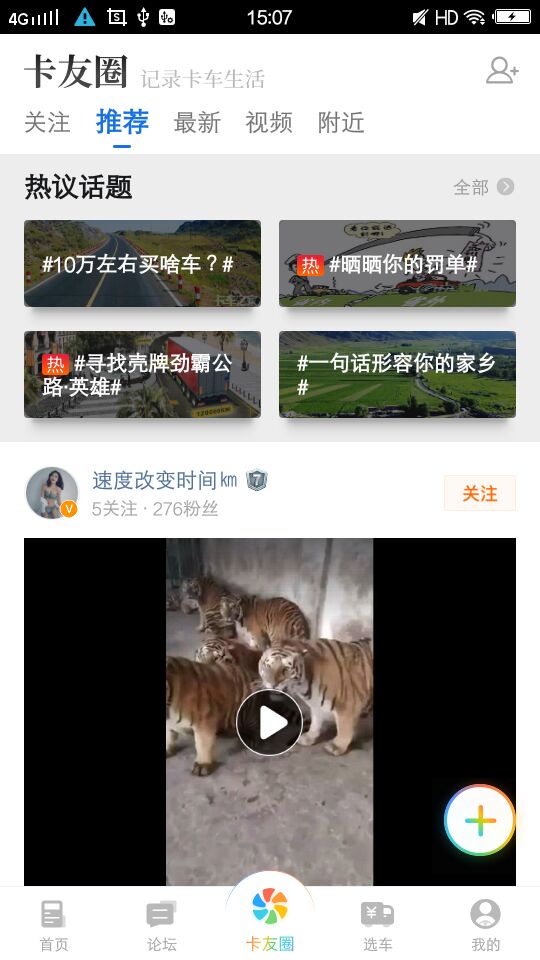 4G 15:07 HD
卡友圈 记录卡车生活
关注 推荐 最新 视频 附近
热议话题 全部
#10万左右买啥车？#
热 #晒晒你的罚单#
热 #寻找壳牌劲霸公
路·英雄#
#一句话形容你的家乡
#
速度改变时间㎞ 7
5关注 · 276粉丝
V
关注
首页 论坛 卡友圈 选车 我的